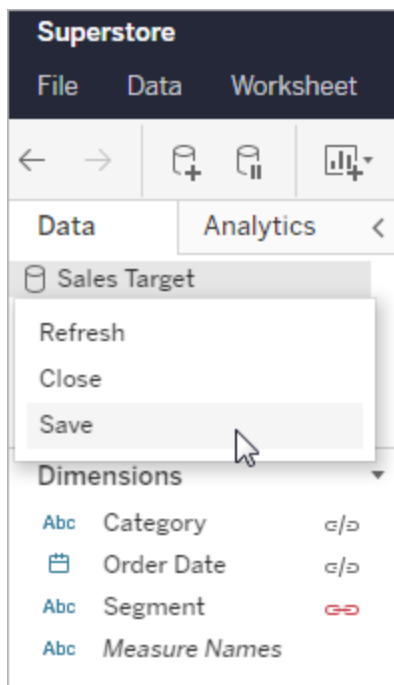 Superstore
File Data Worksheet
Data Analytics
Sales Target
Refresh
Close
Save
Dimensions
Abc Category
Order Date
Abc Segment
Abc Measure Names